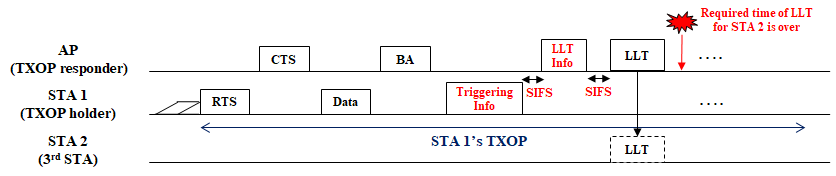 Required time of LLT
for STA 2 is over
AP
(TXOP responder)
CTS
BA
LLT
Info
LLT
....
SIFS
SIFS
STA 1
(TXOP holder)
RTS
Data
Triggering
Info
....
STA 1's TXOP
STA 2
(3rd STA)
LLT